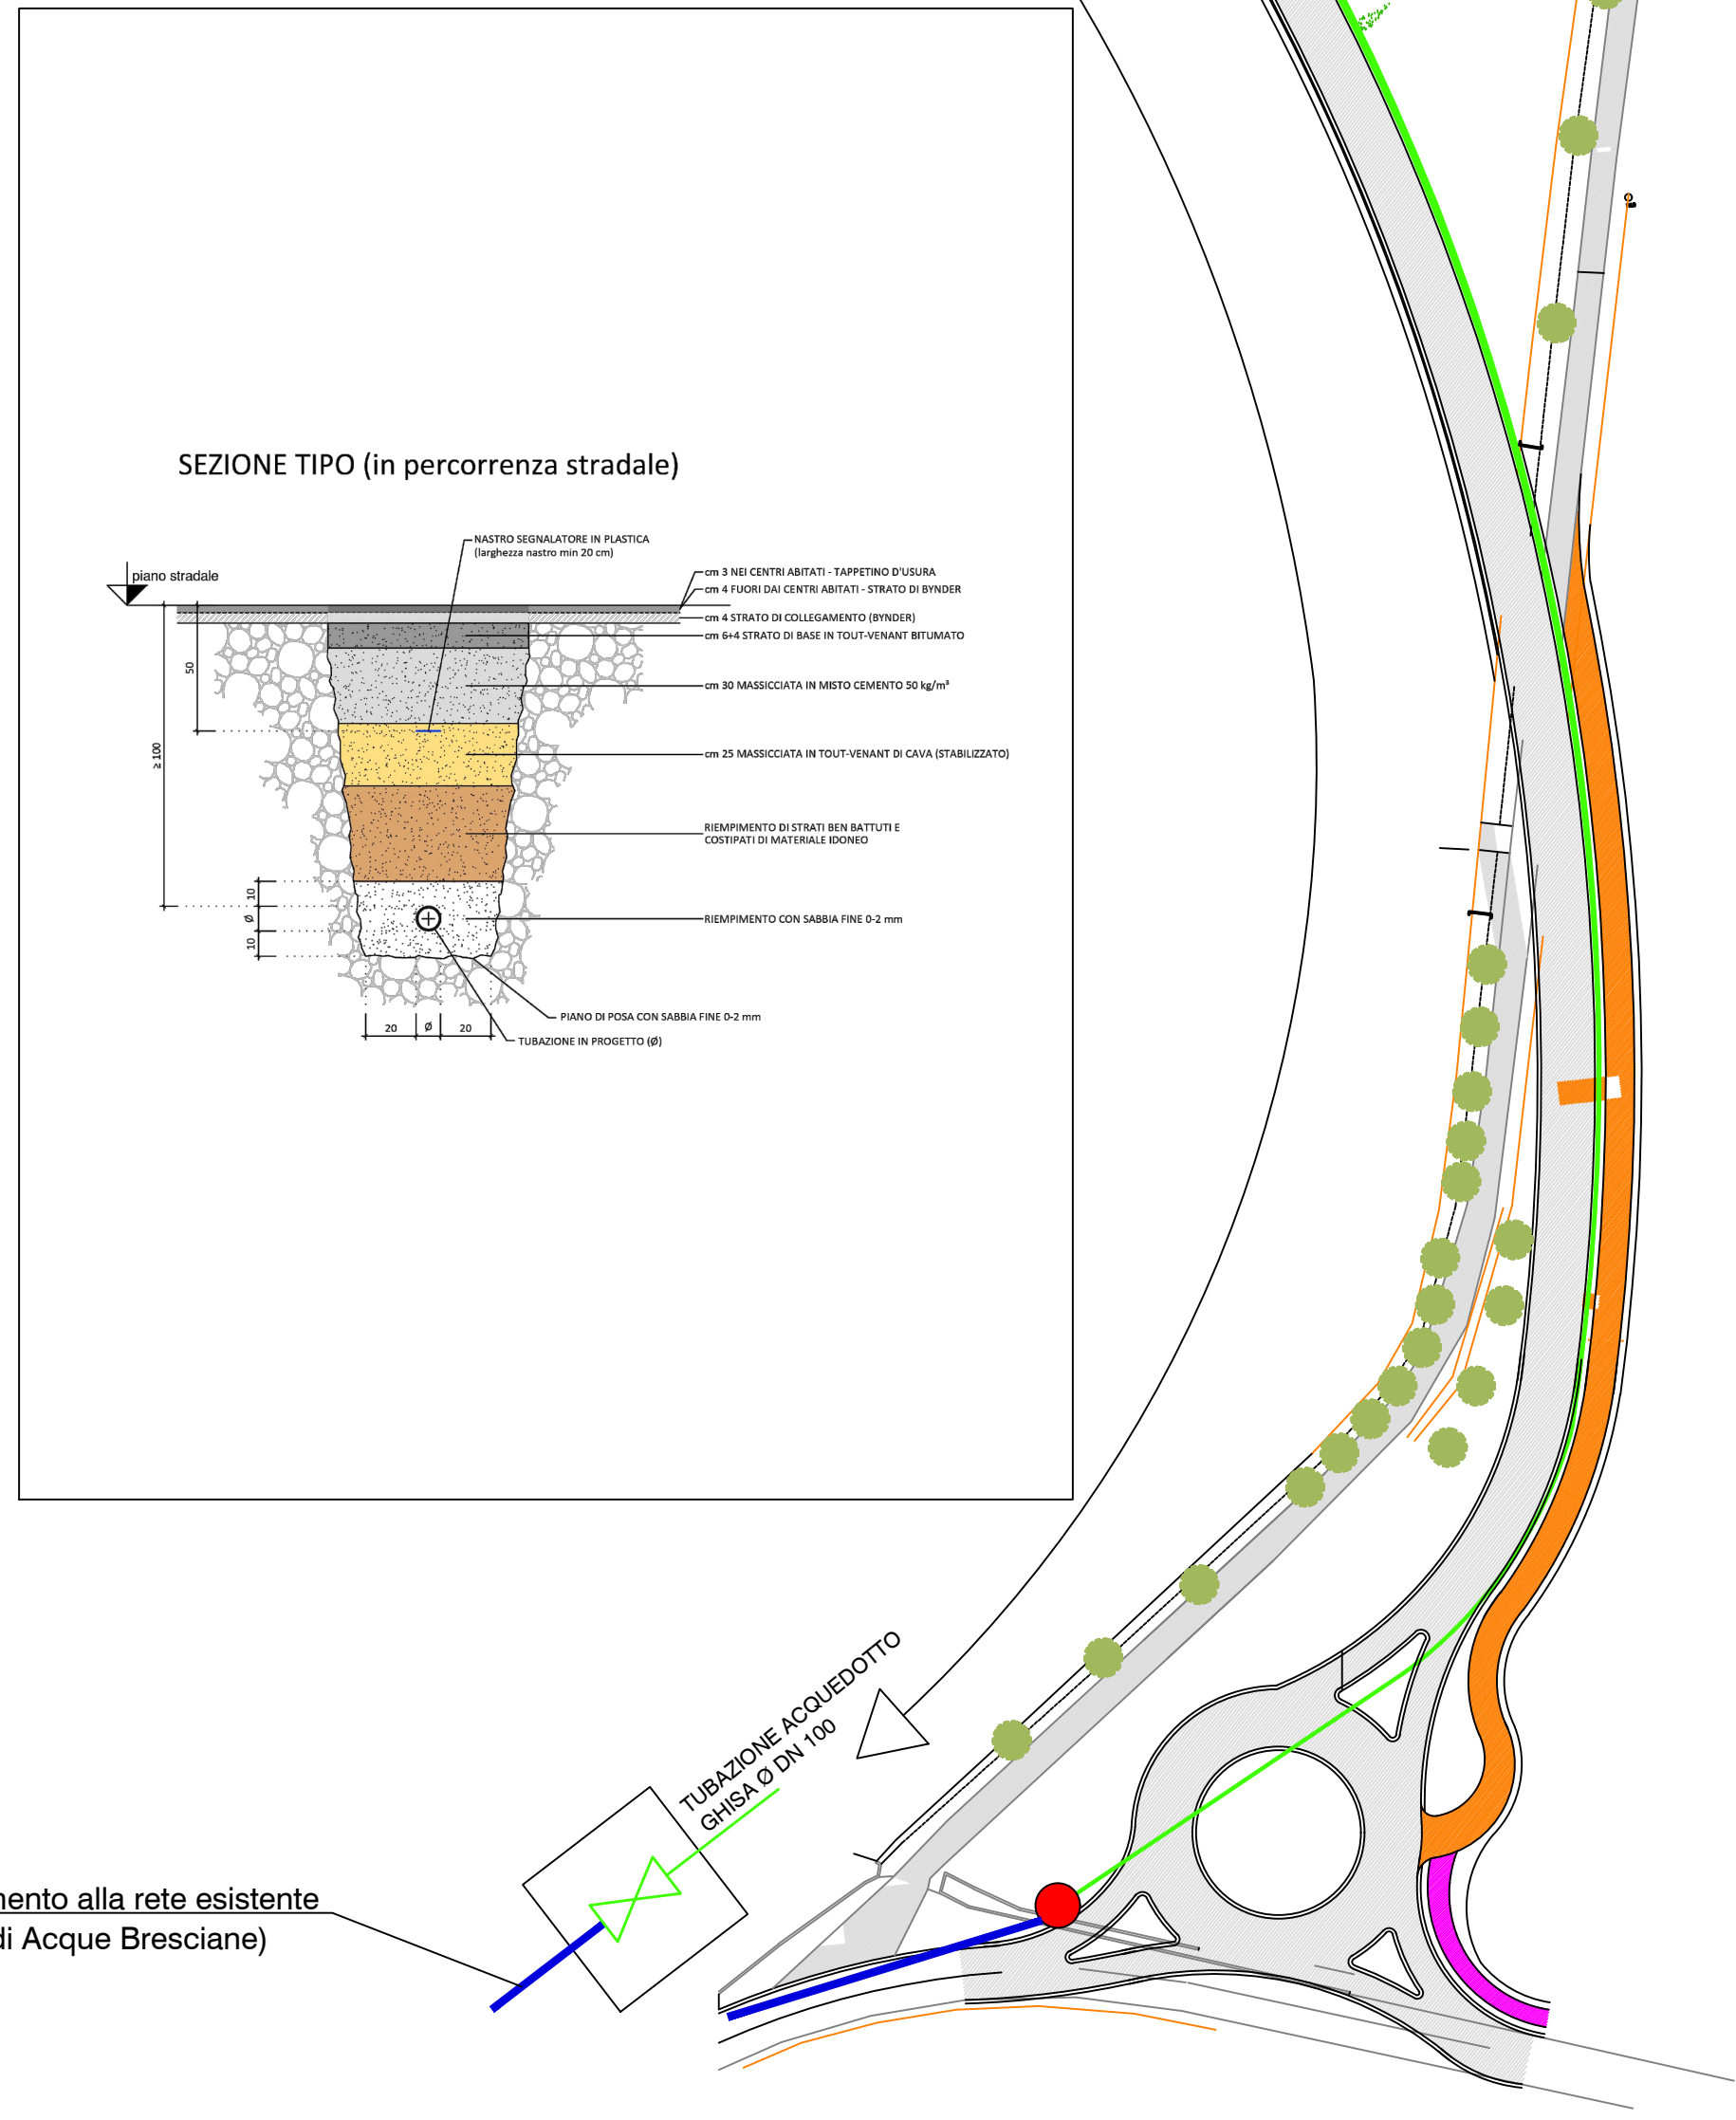 SEZIONE TIPO (in percorrenza stradale)
NASTRO SEGNALATORE IN PLASTICA
(larghezza nastro min 20 cm)
piano stradale
cm 3 NEI CENTRI ABITATI - TAPPETINO D'USURA
cm 4 FUORI DAI CENTRI ABITATI - STRATO DI BYNDER
cm 4 STRATO DI COLLEGAMENTO (BYNDER)
cm 6+4 STRATO DI BASE IN TOUT-VENANT BITUMATO
50
cm 30 MASSICCIATA IN MISTO CEMENTO 50 kg/m³
≥ 100
cm 25 MASSICCIATA IN TOUT-VENANT DI CAVA (STABILIZZATO)
RIEMPIMENTO DI STRATI BEN BATTUTI E
COSTIPATI DI MATERIALE IDONEO
10
Ø
10
RIEMPIMENTO CON SABBIA FINE 0-2 mm
PIANO DI POSA CON SABBIA FINE 0-2 mm
20 Ø 20
TUBAZIONE IN PROGETTO (Ø)
TUBAZIONE ACQUEDOTTO
GHISA Ø DN 100
mento alla rete esistente
di Acque Bresciane)